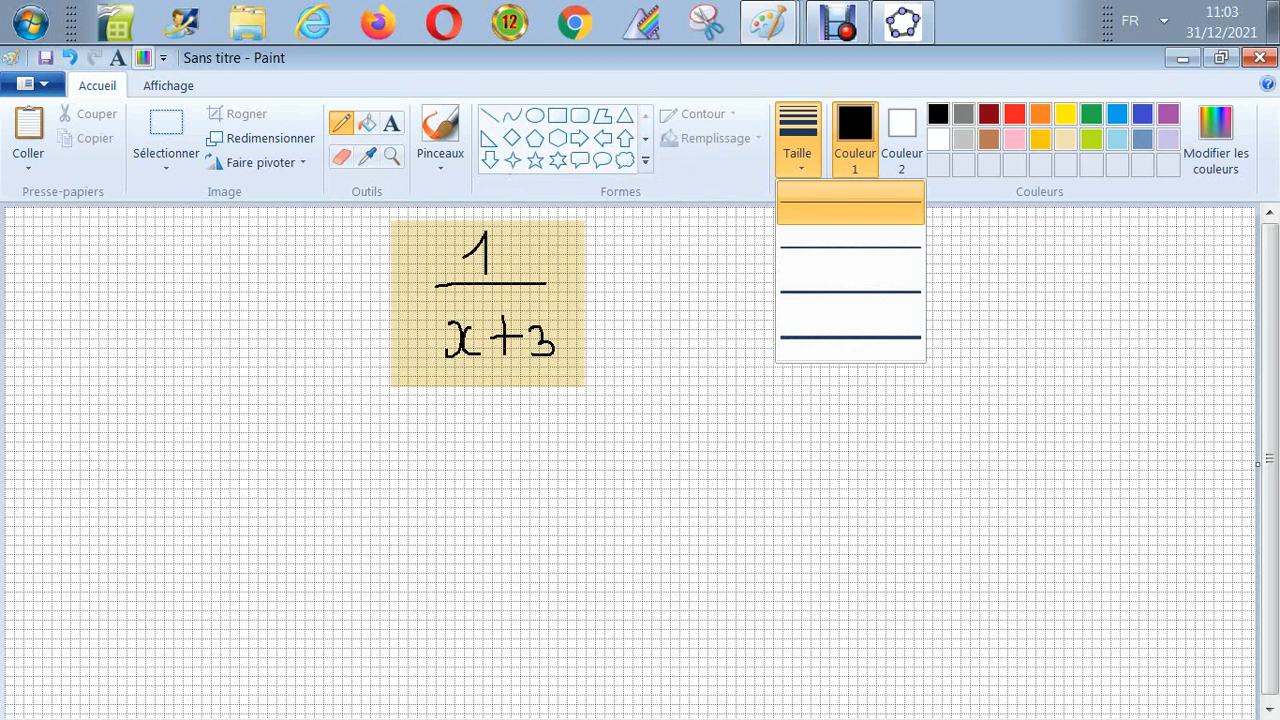 12
FR
11:03
31/12/2021
Sans titre - Paint
Accueil
Affichage
Coller
Couper
Copier
Presse-papiers
Sélectionner
Rogner
Redimensionner
Faire pivoter
Image
A
Outils
Pinceaux
Contour
Remplissage
Formes
Taille
Couleur 1
Couleur 2
Modifier les couleurs
Couleurs
1
x+3